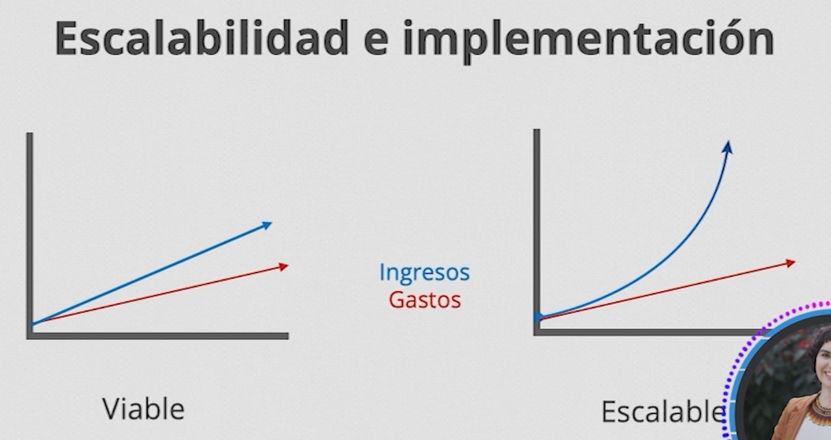 Escalabilidad e implementación
Ingresos
Gastos
Viable
Escalable